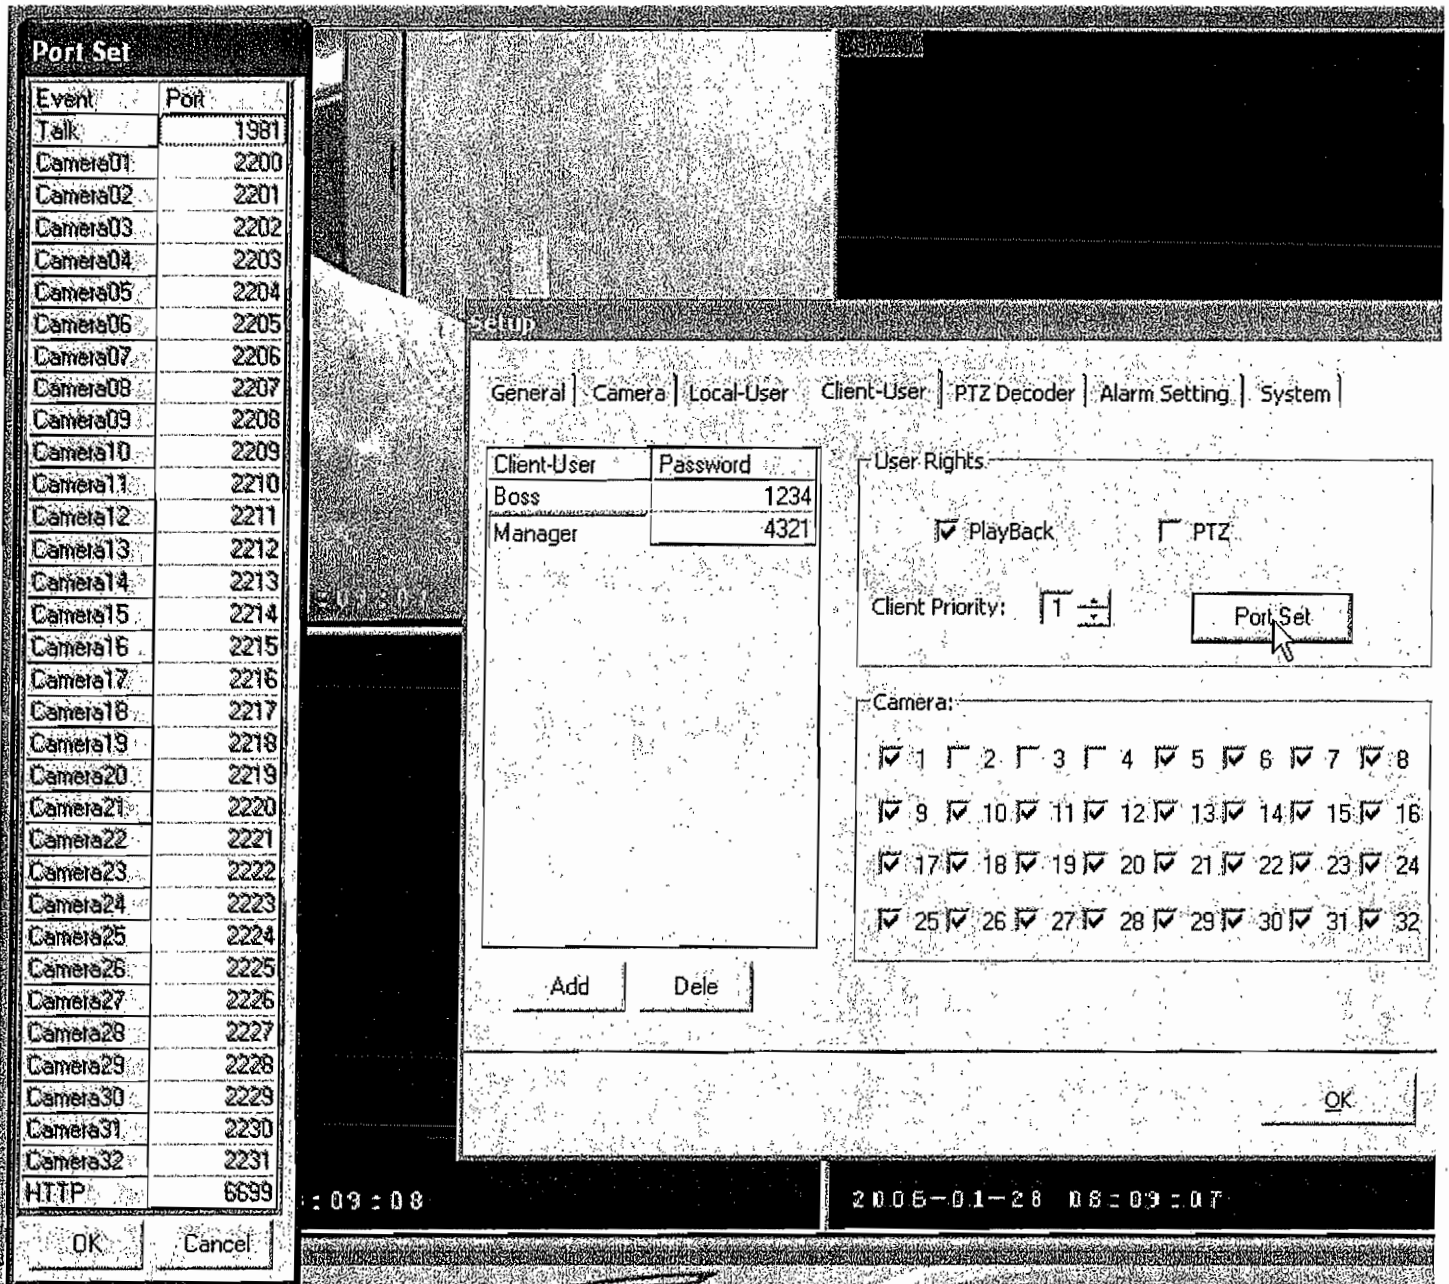 Port Set
Event Port
Talk 1981
Camera01 2200
Camera02 2201
Camera03 2202
Camera04 2203
Camera05 2204
Camera06 2205
Camera07 2206
Camera08 2207
Camera09 2208
Camera10 2209
Camera11 2210
Camera12 2211
Camera13 2212
Camera14 2213
Camera15 2214
Camera16 2215
Camera17 2216
Camera18 2217
Camera19 2218
Camera20 2219
Camera21 2220
Camera22 2221
Camera23 2222
Camera24 2223
Camera25 2224
Camera26 2225
Camera27 2226
Camera28 2227
Camera29 2228
Camera30 2229
Camera31 2230
Camera32 2231
HTTP 6699
OK Cancel
Setup
General Camera Local-User Client-User PTZ Decoder Alarm Setting System
Client-User Password
Boss 1234
Manager 4321
Add Dele
User Rights
PlayBack PTZ
Client Priority: 1 Port Set
Camera:
1 2 3 4 5 6 7 8
9 10 11 12 13 14 15 16
17 18 19 20 21 22 23 24
25 26 27 28 29 30 31 32
OK
:09:08
2006-01-28 08:09:07